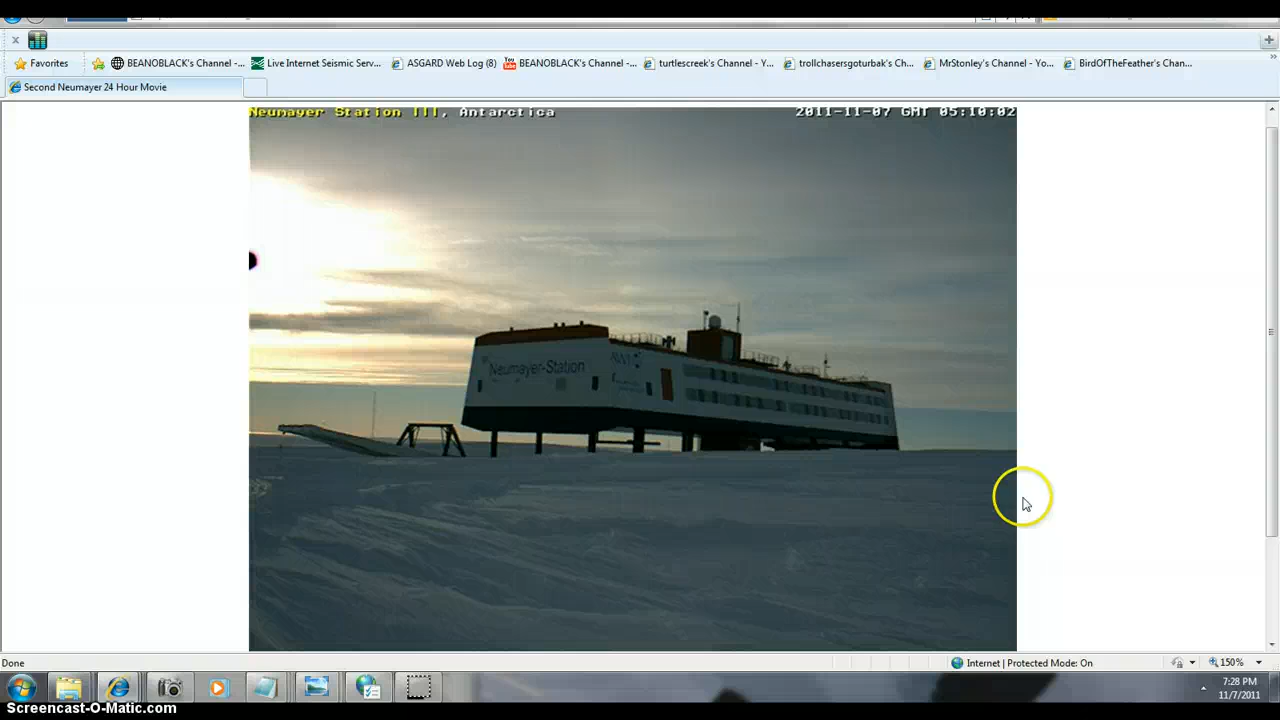 Favorites
BEANOBLACK's Channel -...
Live Internet Seismic Serv...
ASGARD Web Log (8)
BEANOBLACK's Channel -...
turtlescreek's Channel - Y...
trollchasersgoturbak's Ch...
MrStonley's Channel - Yo...
BirdOfTheFeather's Chan...
Second Neumayer 24 Hour Movie
Neumayer Station III, Antarctica
2011-11-07 GMT 05:10:02
Neumayer-Station
AWI
Done
Internet | Protected Mode: On
150%
7:28 PM
11/7/2011
Screencast-O-Matic.com